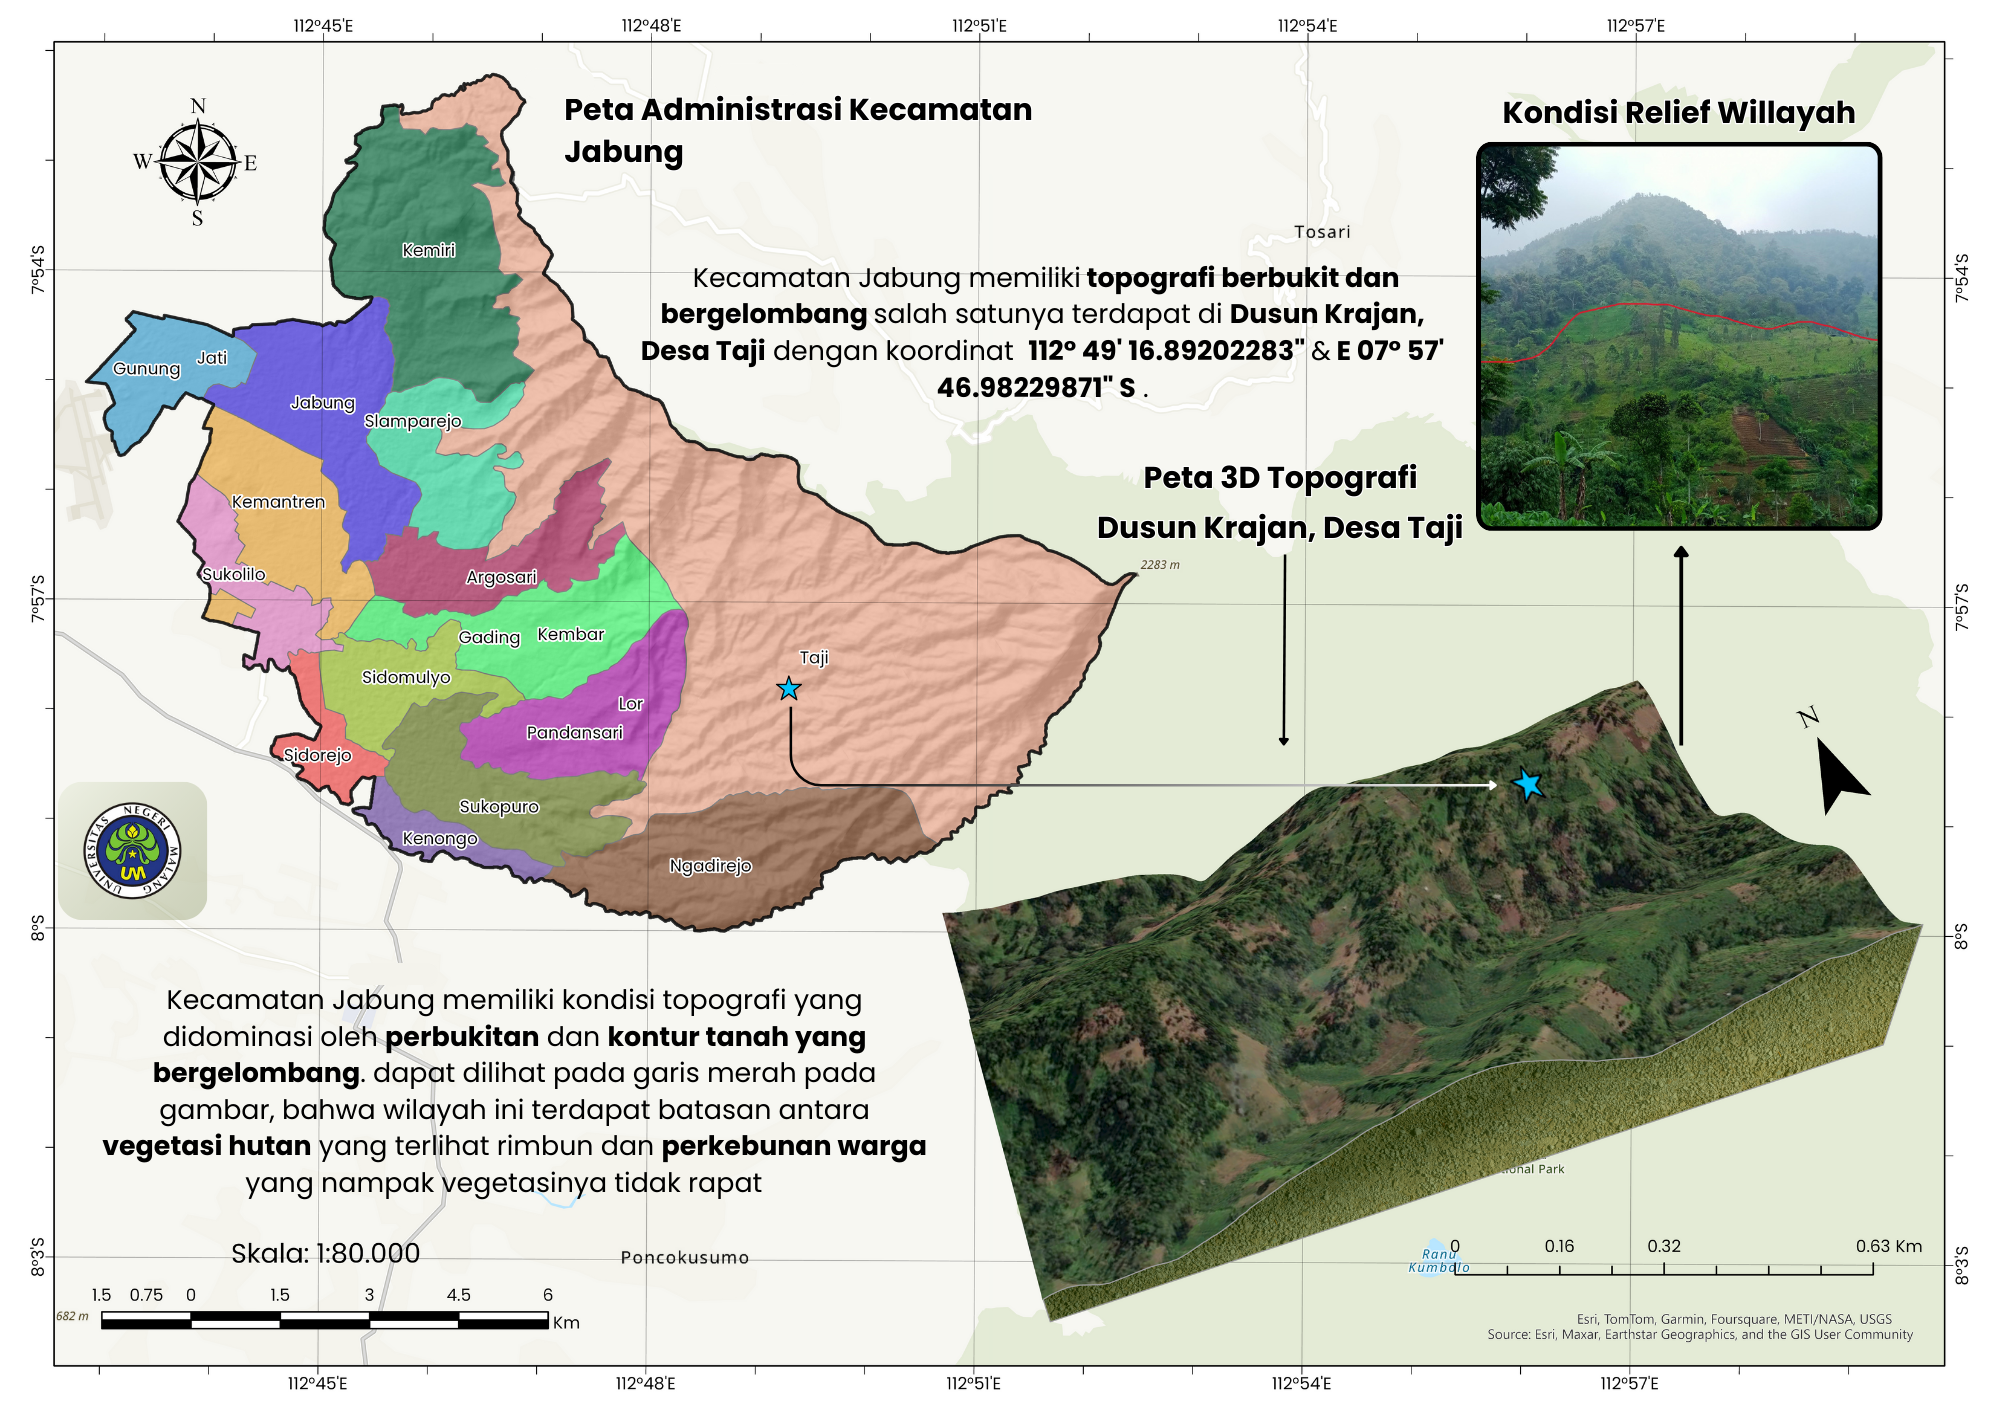 112°45'E 112°48'E 112°51'E 112°54'E 112°57'E
N
W E
S
Peta Administrasi Kecamatan
Jabung
Kondisi Relief Willayah
Tosari
Kemiri
7°54'S
7°54'S
Kecamatan Jabung memiliki topografi berbukit dan
bergelombang salah satunya terdapat di Dusun Krajan,
Desa Taji dengan koordinat 112° 49' 16.89202283" & E 07° 57'
46.98229871" S .
Gunung Jati
Jabung
Slamparejo
Kemantren
Peta 3D Topografi
Dusun Krajan, Desa Taji
2283 m
Sukolilo
Argosari
7°57'S
7°57'S
Gading Kembar
Taji
Sidomulyo
Lor
Pandansari
Sidorejo
N
Sukopuro
Kenongo
Ngadirejo
UNIVERSITAS NEGERI MALANG
UM
8°S
8°S
Kecamatan Jabung memiliki kondisi topografi yang
didominasi oleh perbukitan dan kontur tanah yang
bergelombang. dapat dilihat pada garis merah pada
gambar, bahwa wilayah ini terdapat batasan antara
vegetasi hutan yang terlihat rimbun dan perkebunan warga
yang nampak vegetasinya tidak rapat
Park
Skala: 1:80.000
Poncokusumo
Ranu
Kumbolo
0 0.16 0.32 0.63 Km
8°3'S
8°3'S
1.5 0.75 0 1.5 3 4.5 6
Km
682 m
Esri, TomTom, Garmin, Foursquare, METI/NASA, USGS
Source: Esri, Maxar, Earthstar Geographics, and the GIS User Community
112°45'E 112°48'E 112°51'E 112°54'E 112°57'E